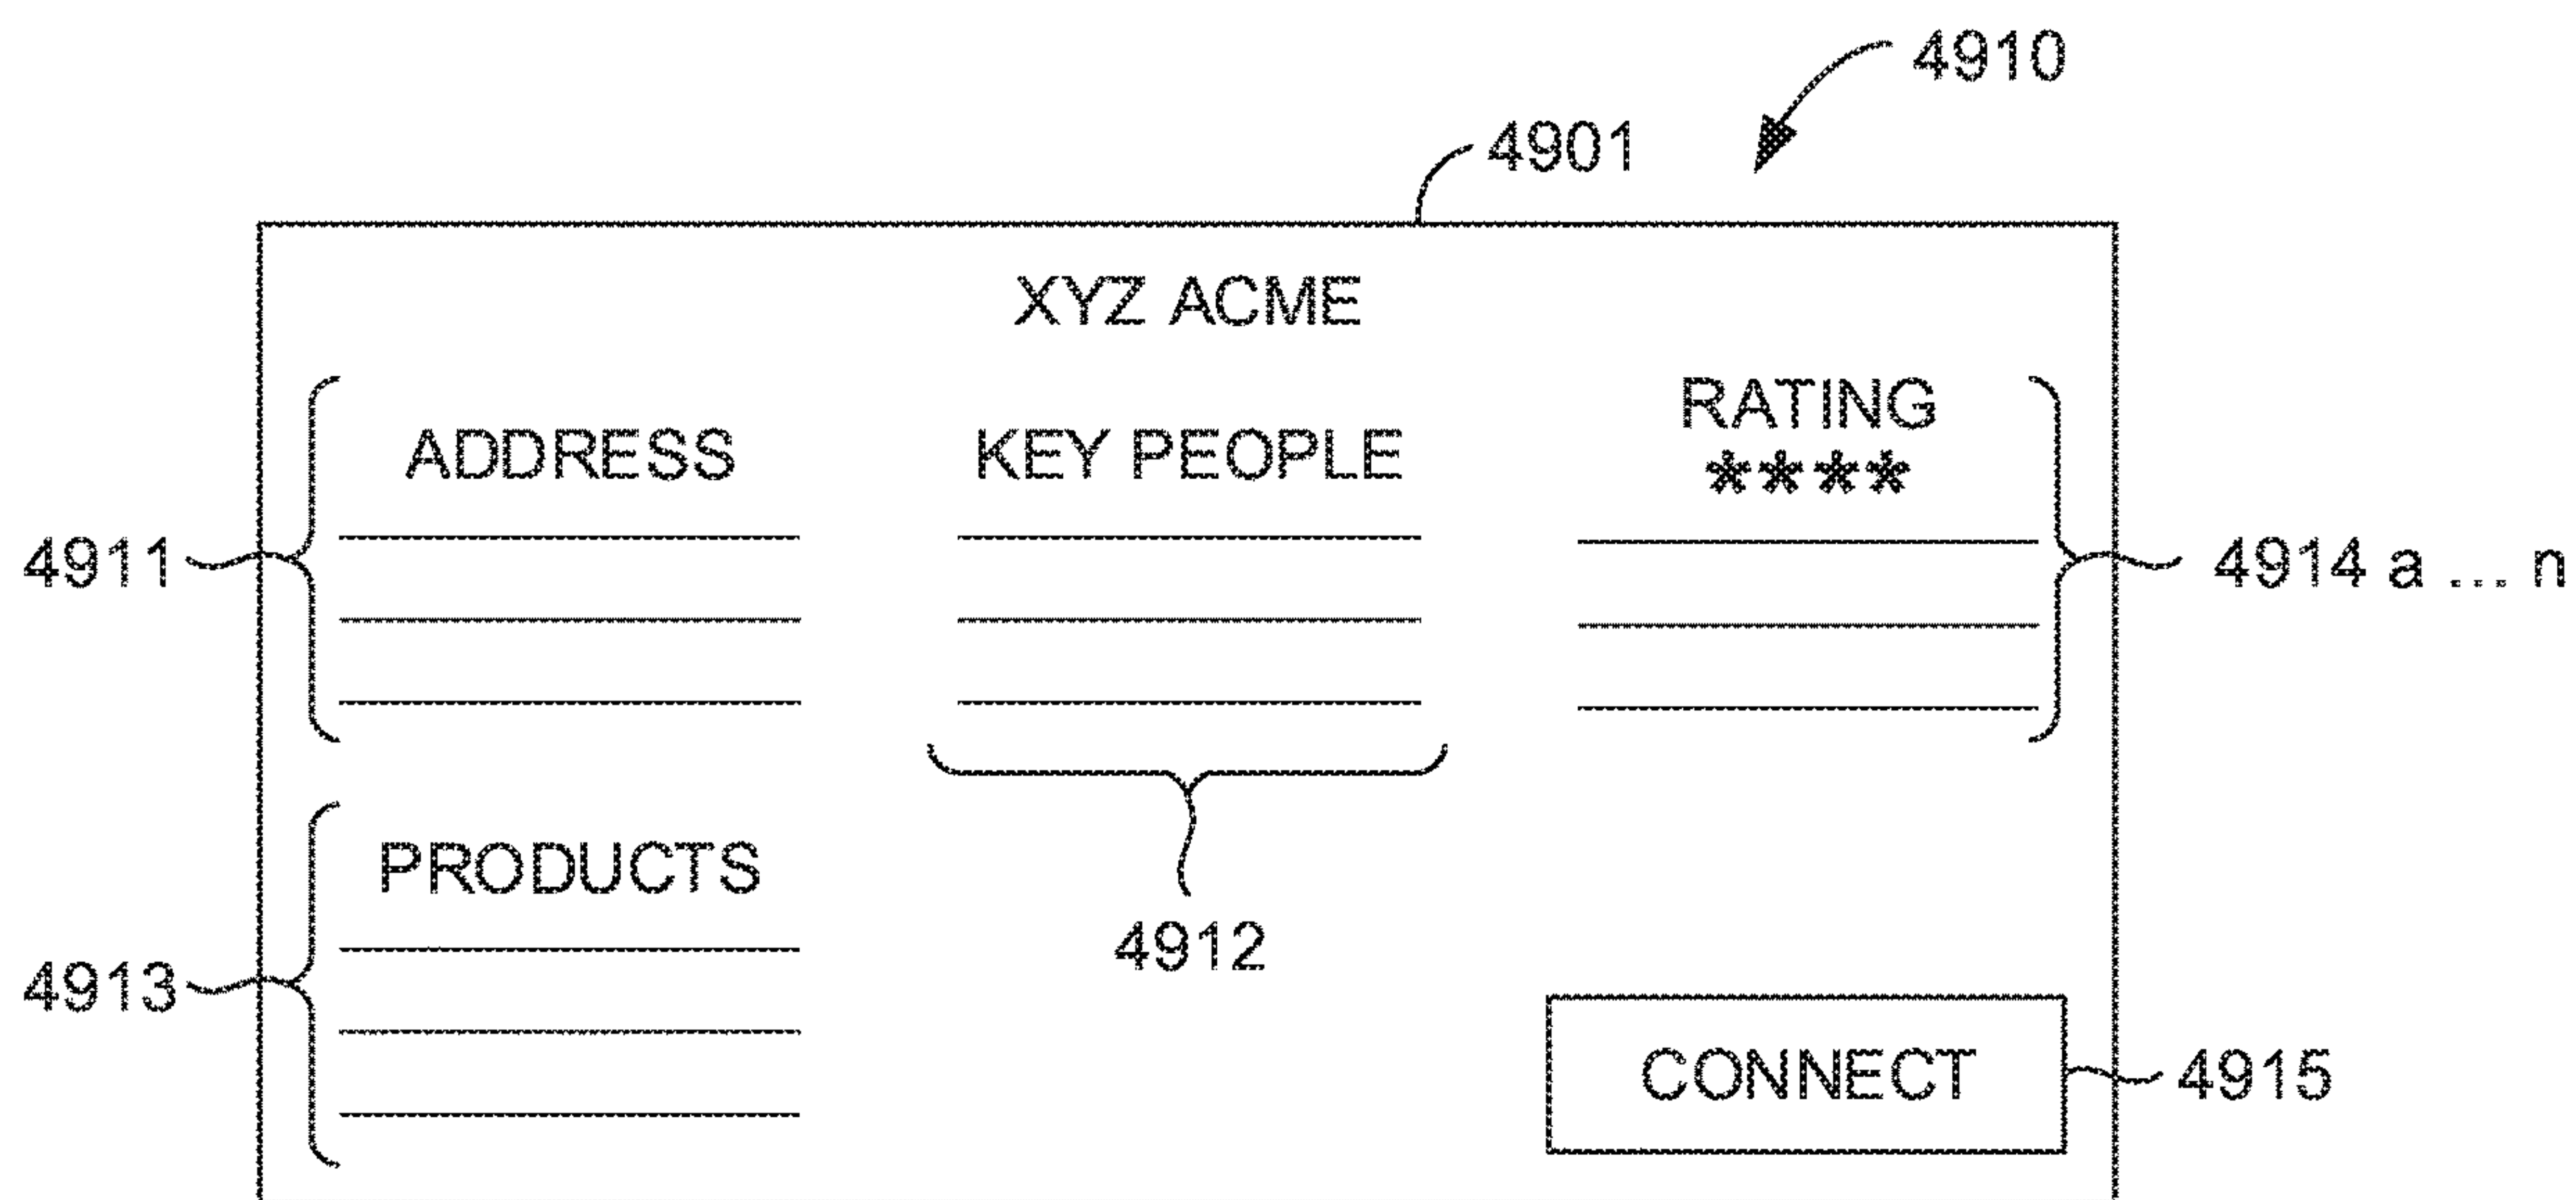 4910
4901
XYZ ACME
RATING
ADDRESS
KEY PEOPLE
****
4911
4914 a ... n
PRODUCTS
4912
4913
CONNECT
4915